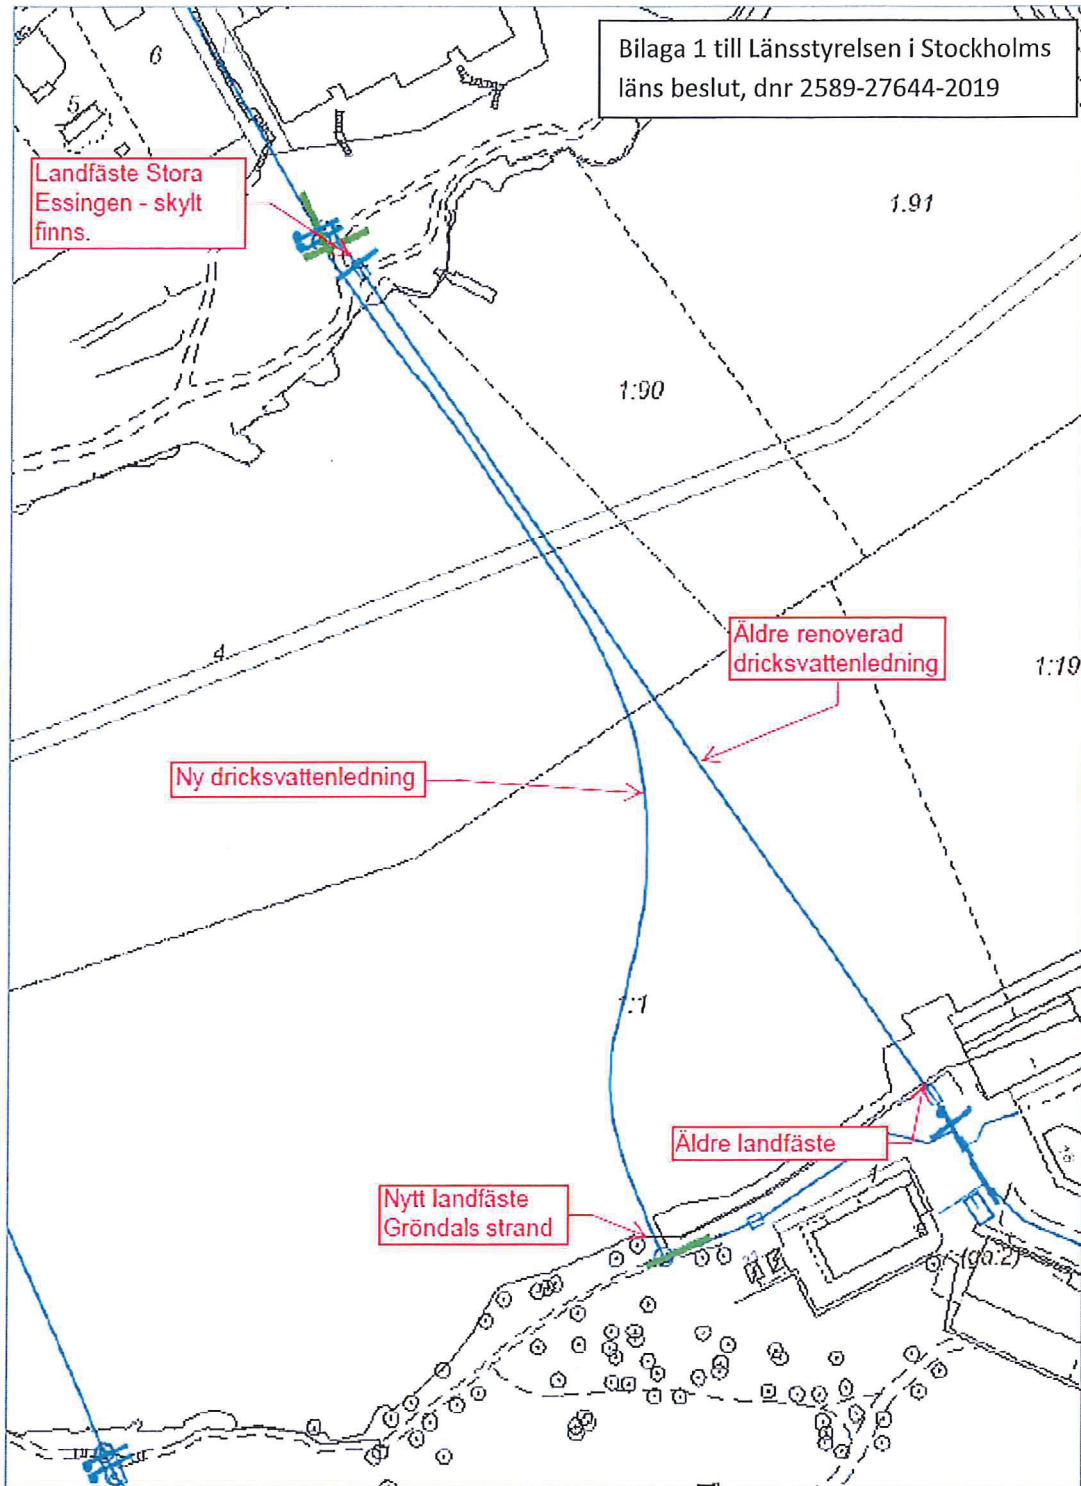 Bilaga 1 till Länsstyrelsen i Stockholms
läns beslut, dnr 2589-27644-2019
6
5
Landfäste Stora
Essingen - skylt
finns.
1.91
1:90
4
Äldre renoverad
dricksvattenledning
1:19
Ny dricksvattenledning
1:1
Äldre landfäste
Nytt landfäste
Gröndals strand
(ga:2)